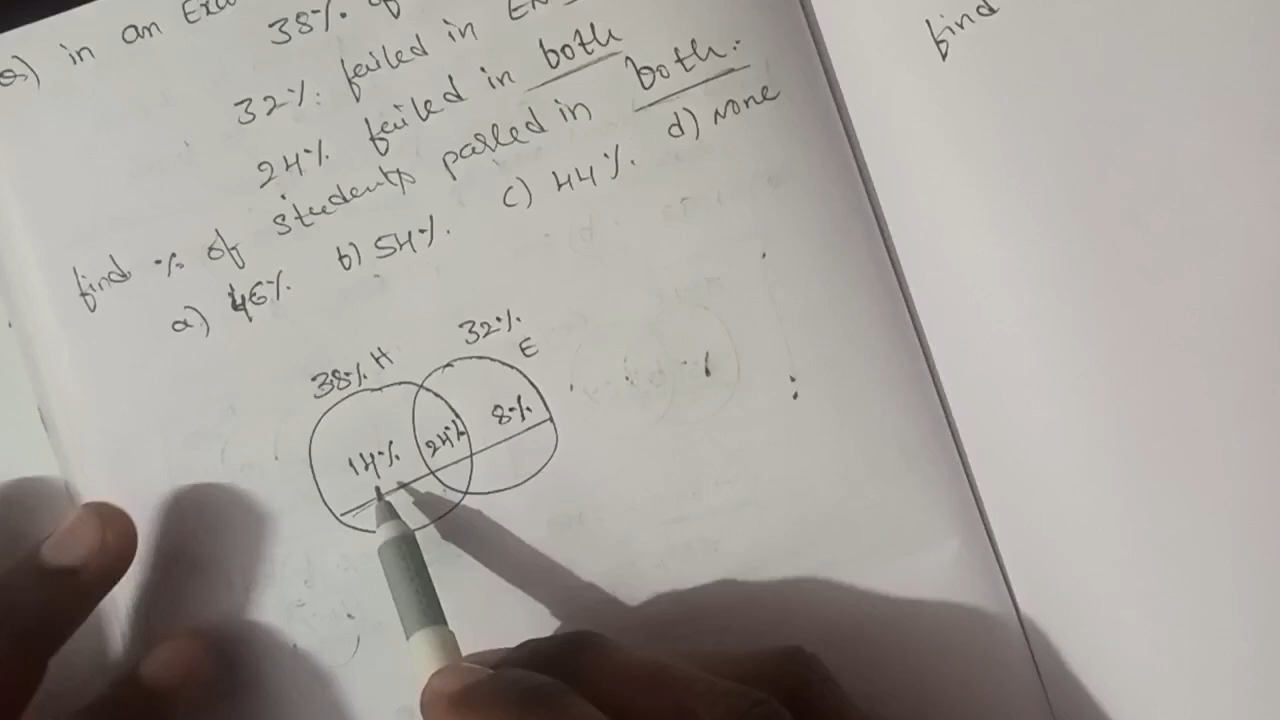 Q) in an
38% of
32% failed in EN
24% failed in both
find % of students passed in both.
a) 46% b) 54% c) 44% d) None
38% H 32% E
14% 24% 8%
find